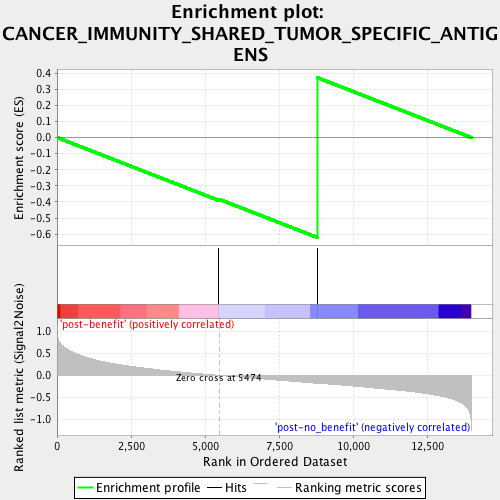 Enrichment plot:
CANCER_IMMUNITY_SHARED_TUMOR_SPECIFIC_ANTIG
ENS
Enrichment score (ES)
0.4
0.3
0.2
0.1
0.0
-0.1
-0.2
-0.3
-0.4
-0.5
-0.6
'post-benefit' (positively correlated)
Ranked list metric (Signal2Noise)
1.0
0.5
0.0
-0.5
-1.0
Zero cross at 5474
'post-no_benefit' (negatively correlated)
0 2,500 5,000 7,500 10,000 12,500
Rank in Ordered Dataset
Enrichment profile Hits Ranking metric scores